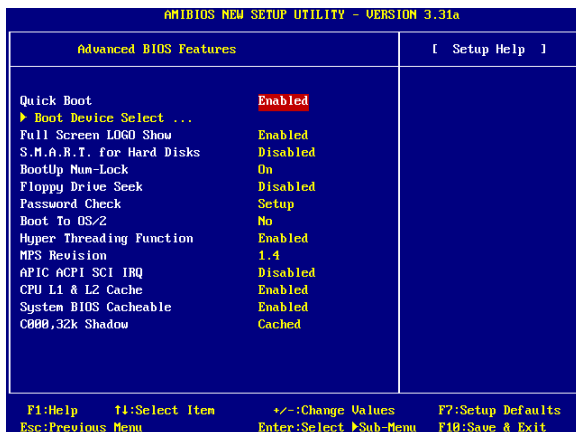 AMIBIOS NEW SETUP UTILITY - VERSION 3.31a
Advanced BIOS Features
[ Setup Help ]
Quick Boot Enabled
▶ Boot Device Select ...
Full Screen LOGO Show Enabled
S.M.A.R.T. for Hard Disks Disabled
BootUp Num-Lock On
Floppy Drive Seek Disabled
Password Check Setup
Boot To OS/2 No
Hyper Threading Function Enabled
MPS Revision 1.4
APIC ACPI SCI IRQ Disabled
CPU L1 & L2 Cache Enabled
System BIOS Cacheable Enabled
C000,32k Shadow Cached
F1:Help ↑↓:Select Item +/-:Change Values F7:Setup Defaults
Esc:Previous Menu Enter:Select ▶Sub-Menu F10:Save & Exit